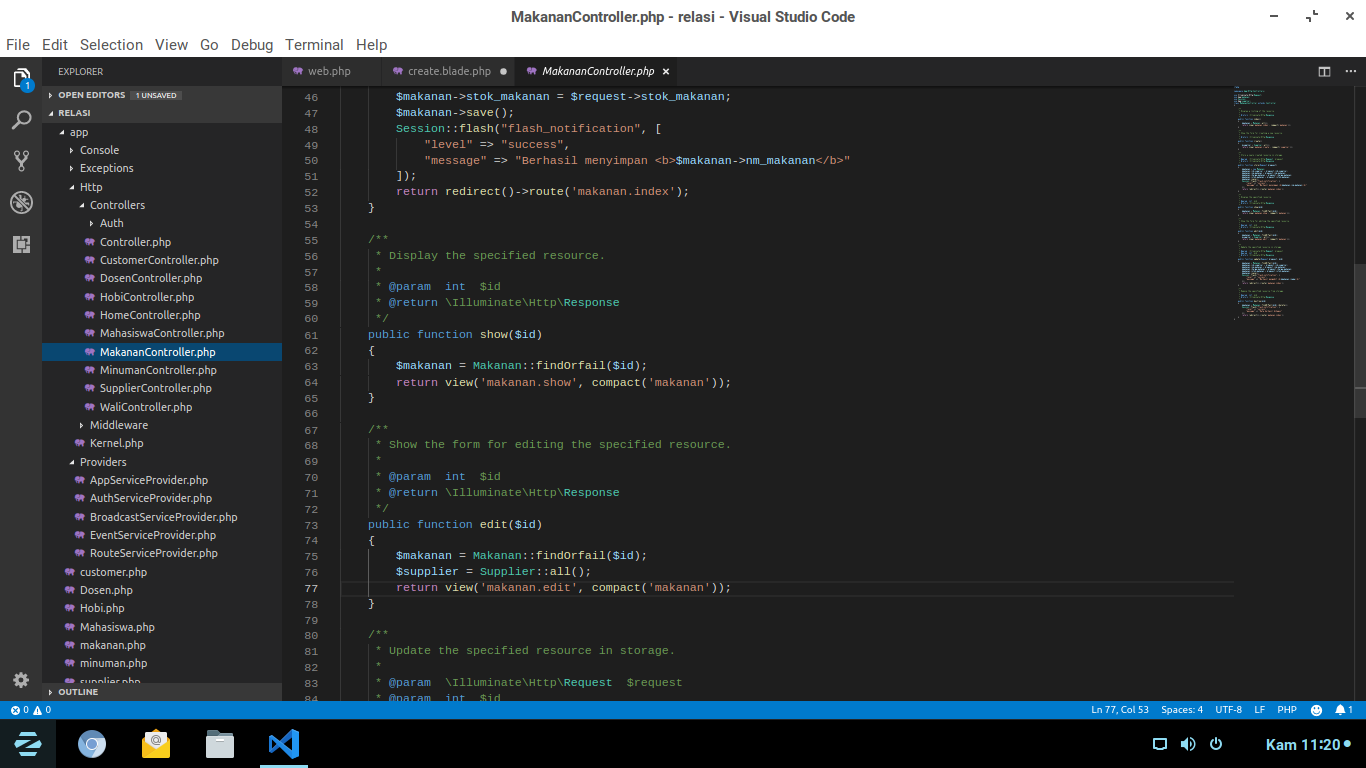 MakananController.php - relasi - Visual Studio Code
File Edit Selection View Go Debug Terminal Help
1
EXPLORER
OPEN EDITORS 1 UNSAVED
RELASI
app
Console
Exceptions
Http
Controllers
Auth
Controller.php
CustomerController.php
DosenController.php
HobiController.php
HomeController.php
MahasiswaController.php
MakananController.php
MinumanController.php
SupplierController.php
WaliController.php
Middleware
Kernel.php
Providers
AppServiceProvider.php
AuthServiceProvider.php
BroadcastServiceProvider.php
EventServiceProvider.php
RouteServiceProvider.php
customer.php
Dosen.php
Hobi.php
Mahasiswa.php
makanan.php
minuman.php
supplier.php
OUTLINE
web.php create.blade.php MakananController.php
46 $makanan->stok_makanan = $request->stok_makanan;
47 $makanan->save();
48 Session::flash("flash_notification", [
49 "level" => "success",
50 "message" => "Berhasil menyimpan <b>$makanan->nm_makanan</b>"
51 ]);
52 return redirect()->route('makanan.index');
53 }
54
55 /**
56 * Display the specified resource.
57 *
58 * @param int $id
59 * @return \Illuminate\Http\Response
60 */
61 public function show($id)
62 {
63 $makanan = Makanan::findOrfail($id);
64 return view('makanan.show', compact('makanan'));
65 }
66
67 /**
68 * Show the form for editing the specified resource.
69 *
70 * @param int $id
71 * @return \Illuminate\Http\Response
72 */
73 public function edit($id)
74 {
75 $makanan = Makanan::findOrfail($id);
76 $supplier = Supplier::all();
77 return view('makanan.edit', compact('makanan'));
78 }
79
80 /**
81 * Update the specified resource in storage.
82 *
83 * @param \Illuminate\Http\Request $request
84 * @param int $id
0 0 Ln 77, Col 53 Spaces: 4 UTF-8 LF PHP 1
Kam 11:20